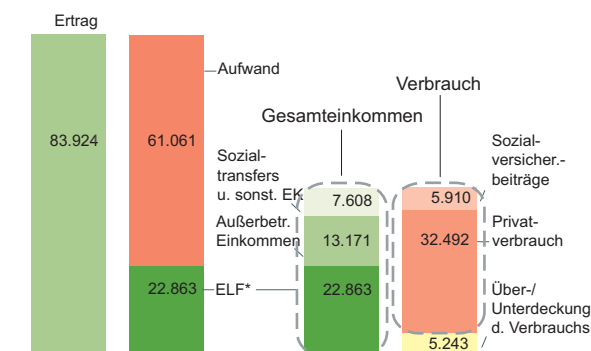 Ertrag
Aufwand
Verbrauch
Gesamteinkommen
83.924
61.061
Sozial-
transfers
u. sonst. EK
7.608
5.910
Sozial-
versicher.-
beiträge
Außerbetr.
Einkommen
13.171
32.492
Privat-
verbrauch
22.863
ELF*
22.863
Über-/
Unterdeckung
d. Verbrauchs
5.243